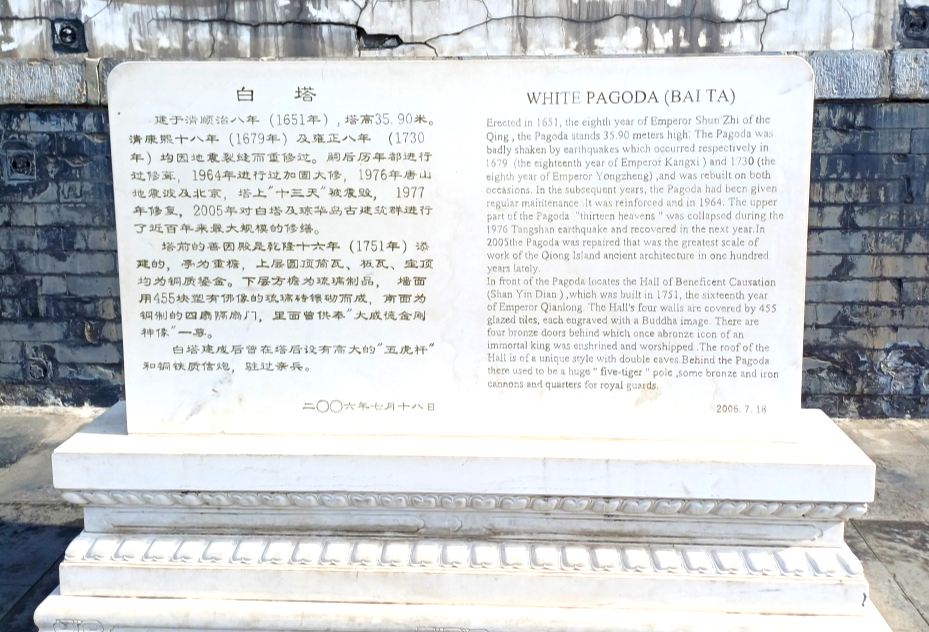 白 塔
建于清顺治八年（1651年）, 塔高35.90米。
清康熙十八年（1679年）及雍正八年（1730
年）均因地震裂缝而重修过。嗣后历年都进行
过修葺, 1964年进行过加固大修, 1976年唐山
地震波及北京, 塔上"十三天"被震毁, 1977
年修复, 2005年对白塔及琼华岛古建筑群进行
了近百年来最大规模的修缮。
塔前的善因殿是乾隆十六年（1751年）添
建的, 亭为重檐, 上层圆顶筒瓦、板瓦、宝顶
均为铜质鎏金。下层方檐为琉璃制品, 墙面
用455块塑有佛像的琉璃砖镶砌而成, 南面为
铜制的四扇隔扇门, 里面曾供奉"大威德金刚
神像"一尊。
白塔建成后曾在塔后设有高大的"五虎杆"
和铜铁质信炮, 驻过亲兵。
二〇〇六年七月十八日
WHITE PAGODA (BAI TA)
Erected in 1651, the eighth year of Emperor Shun Zhi of the
Qing , the Pagoda stands 35.90 meters high. The Pagoda was
badly shaken by earthquakes which occurred respectively in
1679 (the eighteenth year of Emperor Kangxi ) and 1730 (the
eighth year of Emperor Yongzheng) ,and was rebuilt on both
occasions. In the subsequent years, the Pagoda had been given
regular maintenance .It was reinforced and in 1964. The upper
part of the Pagoda "thirteen heavens " was collapsed during the
1976 Tangshan earthquake and recovered in the next year.In
2005the Pagoda was repaired that was the greatest scale of
work of the Qiong Island ancient architecture in one hundred
years lately.
In front of the Pagoda locates the Hall of Beneficent Causation
(Shan Yin Dian ) ,which was built in 1751, the sixteenth year
of Emperor Qianlong. The Hall's four walls are covered by 455
glazed tiles, each engraved with a Buddha image. There are
four bronze doors behind which once abronze icon of an
immortal king was enshrined and worshipped..The roof of the
Hall is of a unique style with double eaves.Behind the Pagoda
there used to be a huge " five-tiger " pole ,some bronze and iron
cannons and quarters for royal guards.
2006. 7. 18